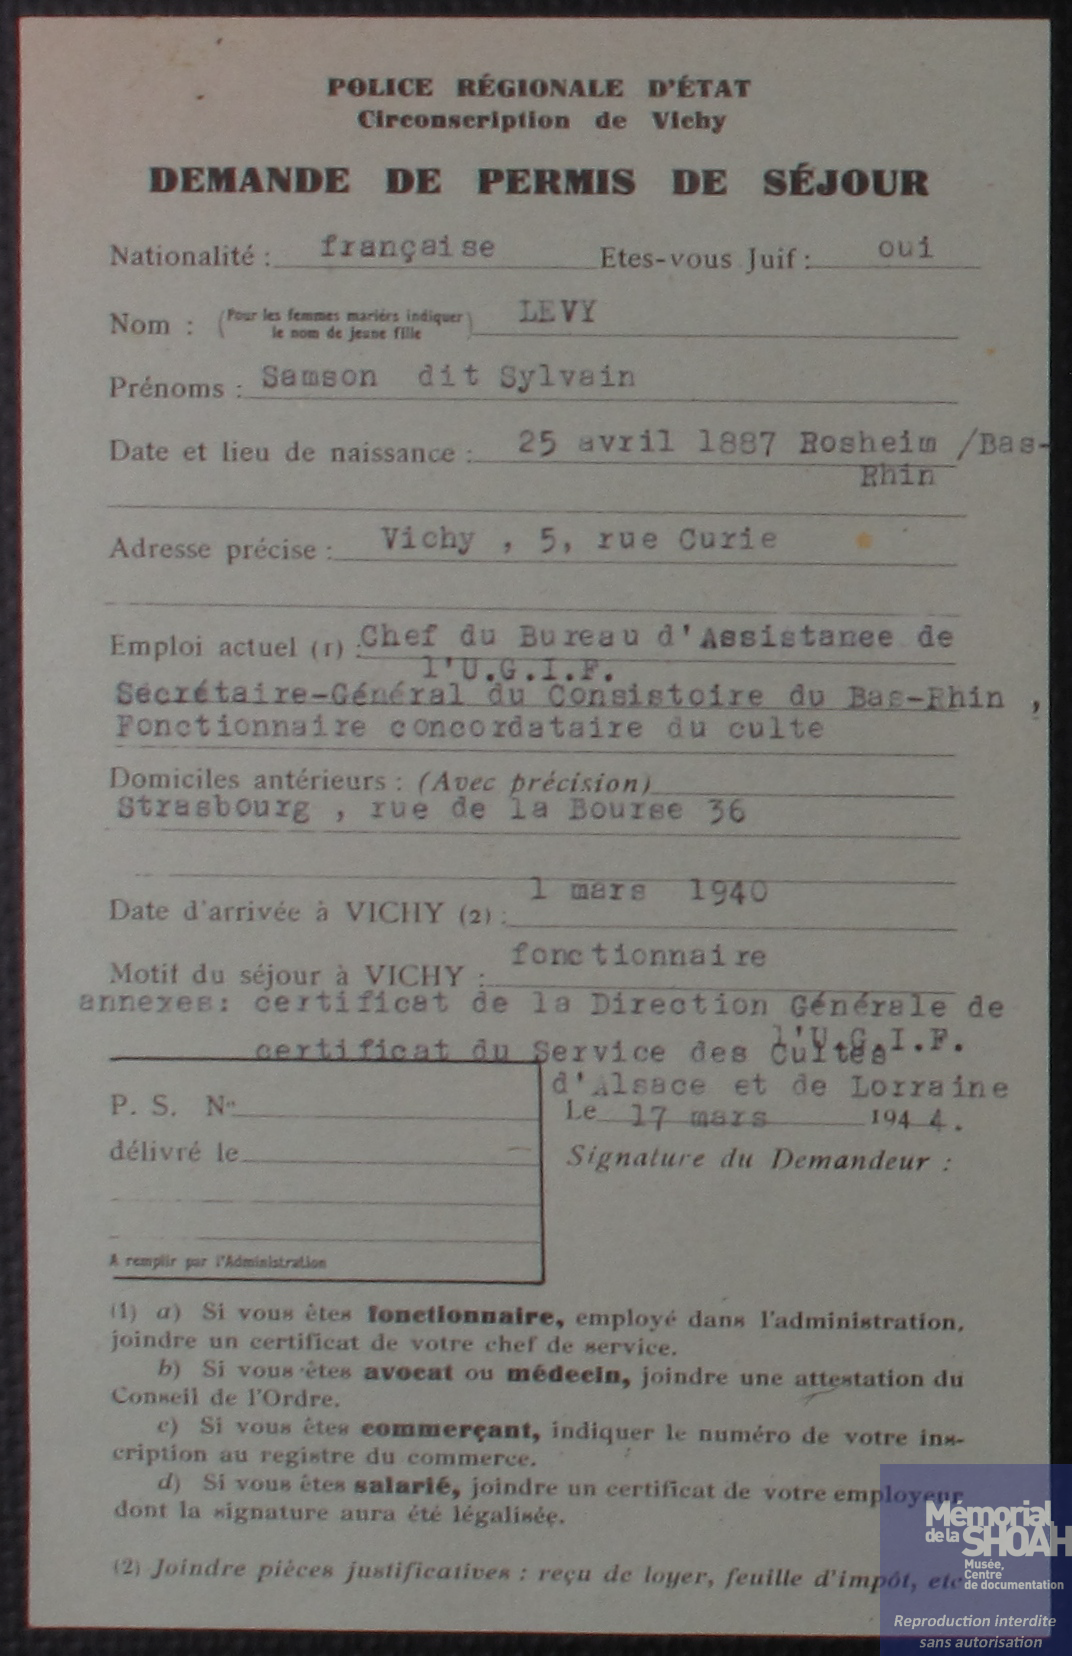 POLICE RÉGIONALE D'ÉTAT
Circonscription de Vichy
DEMANDE DE PERMIS DE SÉJOUR
Nationalité : française Etes-vous Juif : oui
Nom : (Pour les femmes mariérs indiquer le nom de jeune fille) LEVY
Prénoms : Samson dit Sylvain
Date et lieu de naissance : 25 avril 1887 Rosheim /Bas-
Rhin
Adresse précise : Vichy , 5, rue Curie
Emploi actuel (1) : Chef du Bureau d'Assistance de
l'U.G.I.F.
Secrétaire-Général du Consistoire du Bas-Rhin ,
Fonctionnaire concordataire du culte
Domiciles antérieurs : (Avec précision)
Strasbourg , rue de la Bourse 36
Date d'arrivée à VICHY (2) : 1 mars 1940
Motif du séjour à VICHY : fonctionnaire
annexes: certificat de la Direction Générale de
l'U.G.I.F.
certificat du Service des Cultes
d'Alsace et de Lorraine
P. S. N°
Le 17 mars 1944.
délivré le
Signature du Demandeur :
A remplir par l'Administration
(1) a) Si vous êtes fonctionnaire, employé dans l'administration,
joindre un certificat de votre chef de service.
b) Si vous êtes avocat ou médecin, joindre une attestation du
Conseil de l'Ordre.
c) Si vous êtes commerçant, indiquer le numéro de votre ins-
cription au registre du commerce.
d) Si vous êtes salarié, joindre un certificat de votre employeur
dont la signature aura été légalisée.
(2) Joindre pièces justificatives : reçu de loyer, feuille d'impôt, etc
Mémorial
de la SHOAH
Musée,
Centre
de documentation
Reproduction interdite
sans autorisation